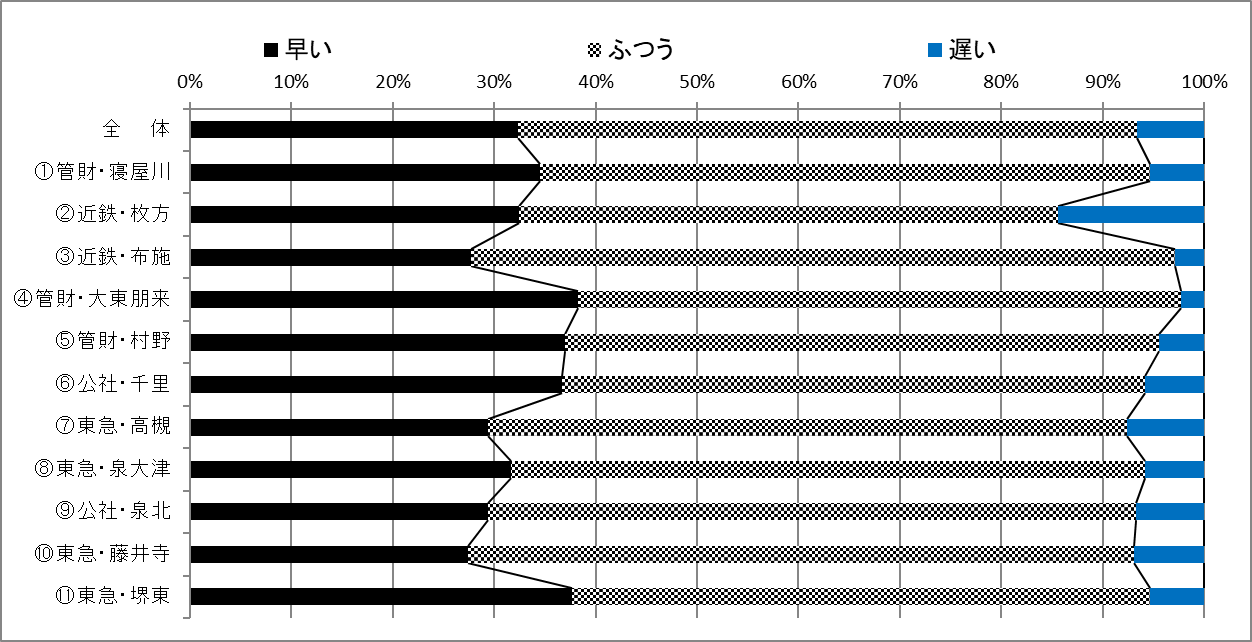 早い ふつう 遅い
0% 10% 20% 30% 40% 50% 60% 70% 80% 90% 100%
全 体
①管財・寝屋川
②近鉄・枚方
③近鉄・布施
④管財・大東朋来
⑤管財・村野
⑥公社・千里
⑦東急・高槻
⑧東急・泉大津
⑨公社・泉北
⑩東急・藤井寺
⑪東急・堺東